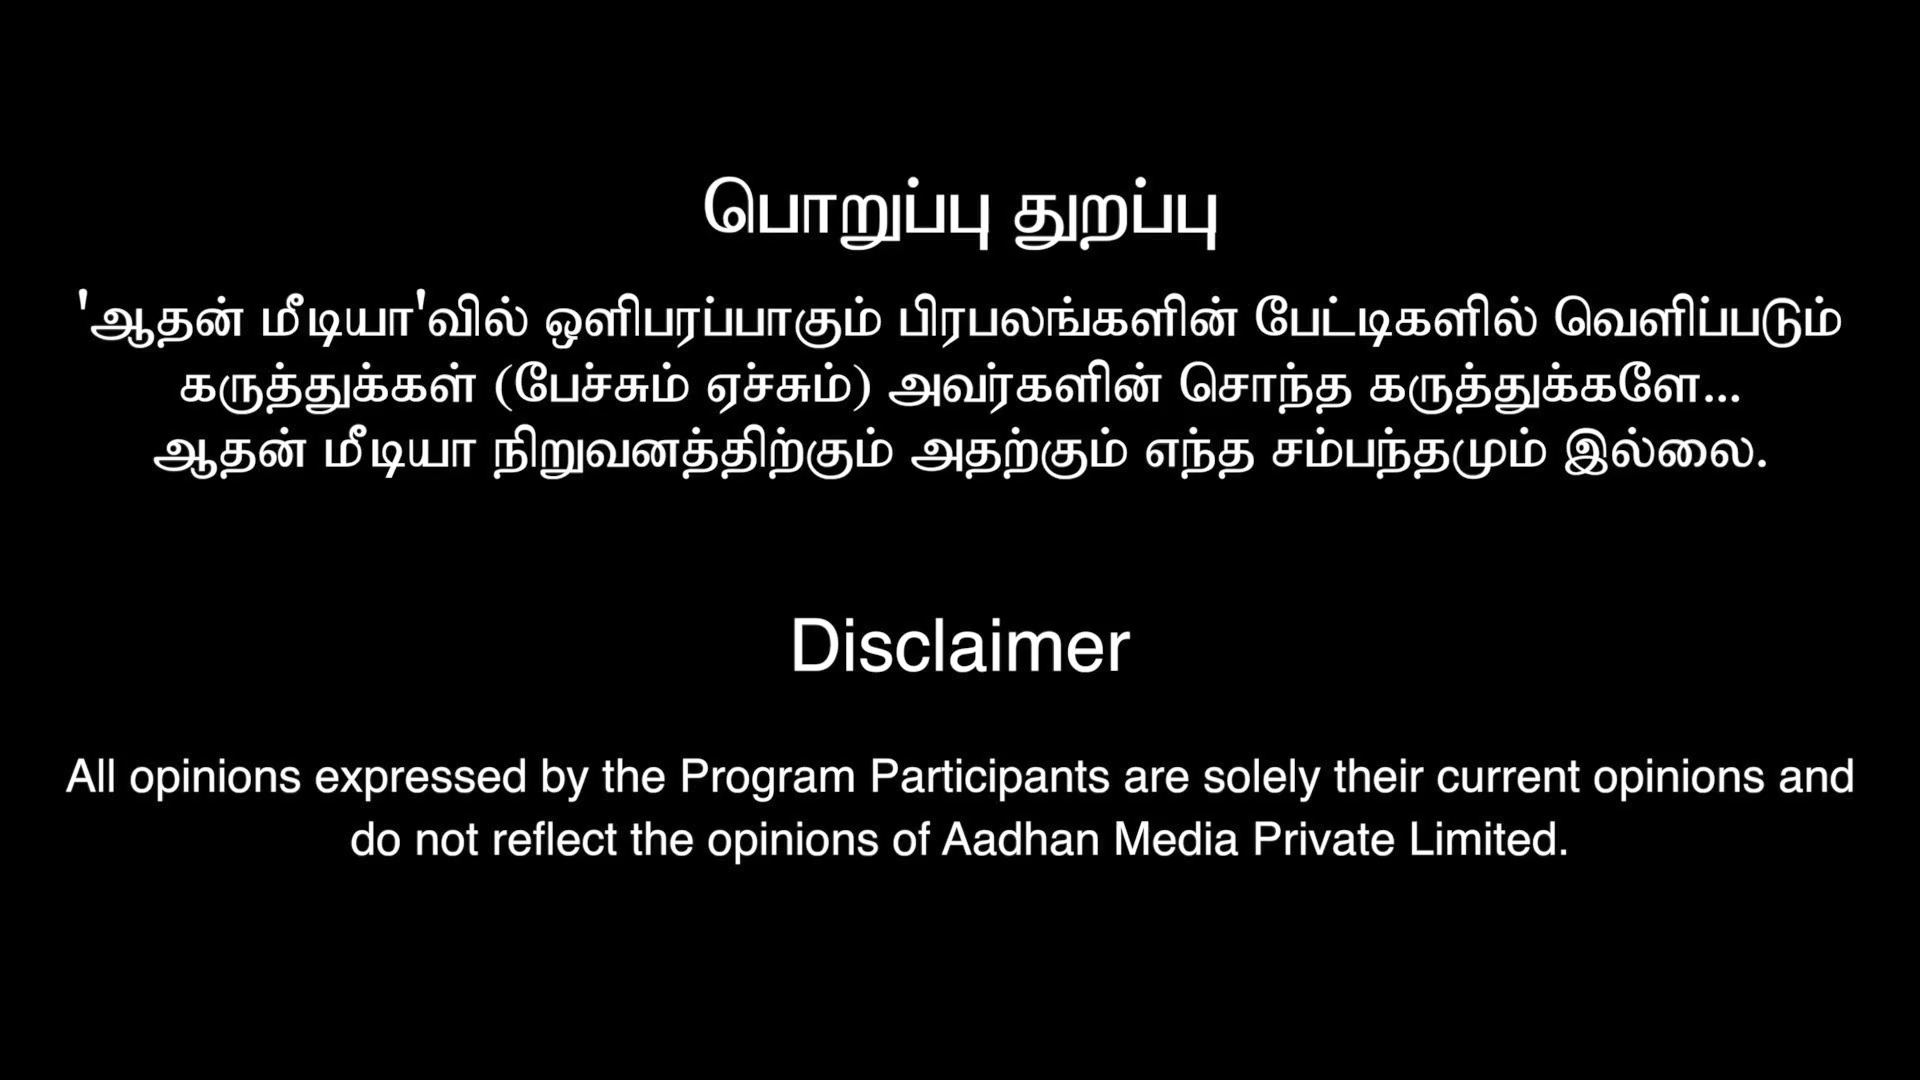 பொறுப்பு துறப்பு
'ஆதன் மீடியா'வில் ஒளிபரப்பாகும் பிரபலங்களின் பேட்டிகளில் வெளிப்படும்
கருத்துக்கள் (பேச்சும் ஏச்சும்) அவர்களின் சொந்த கருத்துக்களே...
ஆதன் மீடியா நிறுவனத்திற்கும் அதற்கும் எந்த சம்பந்தமும் இல்லை.
Disclaimer
All opinions expressed by the Program Participants are solely their current opinions and
do not reflect the opinions of Aadhan Media Private Limited.